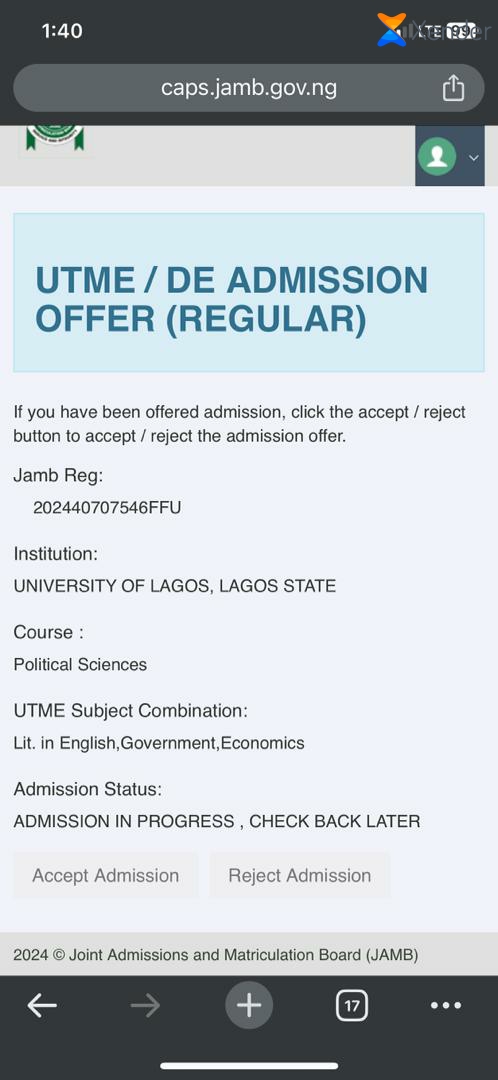 1:40
LTE
99
Xender
caps.jamb.gov.ng
UTME / DE ADMISSION
OFFER (REGULAR)
If you have been offered admission, click the accept / reject
button to accept / reject the admission offer.
Jamb Reg:
202440707546FFU
Institution:
UNIVERSITY OF LAGOS, LAGOS STATE
Course :
Political Sciences
UTME Subject Combination:
Lit. in English,Government,Economics
Admission Status:
ADMISSION IN PROGRESS , CHECK BACK LATER
Accept Admission
Reject Admission
2024 © Joint Admissions and Matriculation Board (JAMB)
17